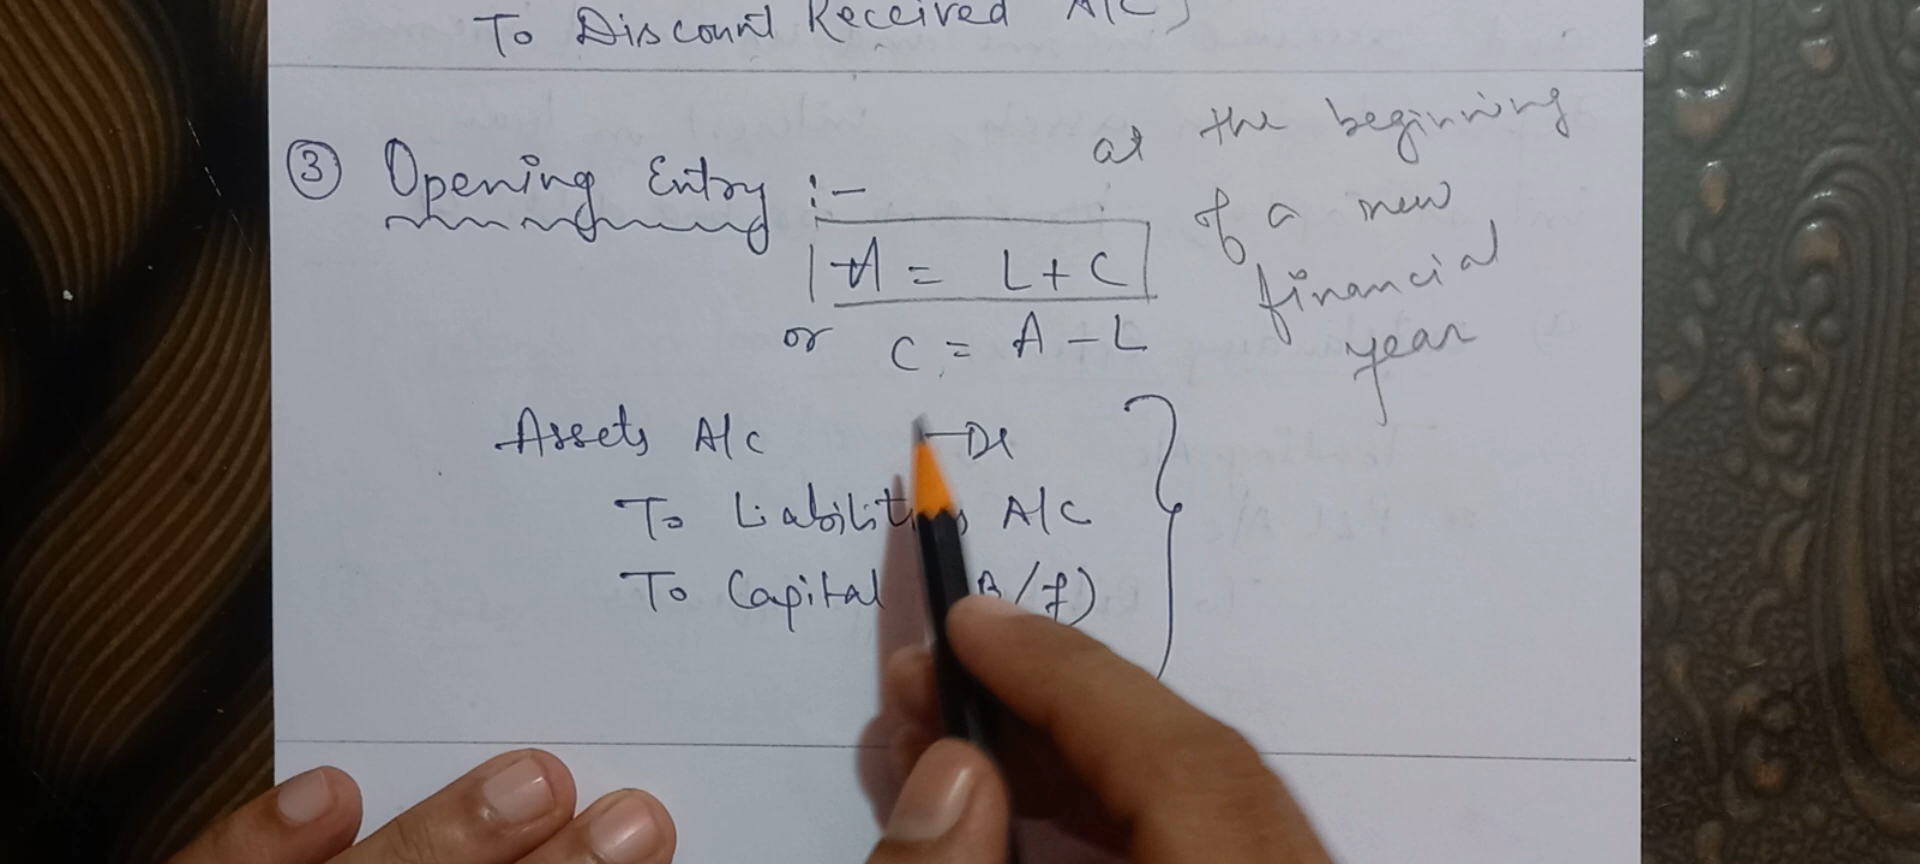 To Discount Received A/C
③ Opening Entry :-
at the beginning
of a new
financial
year
A = L + C
or C = A - L
Assets A/c -Dr
To Liabilities A/C
To Capital B/f)